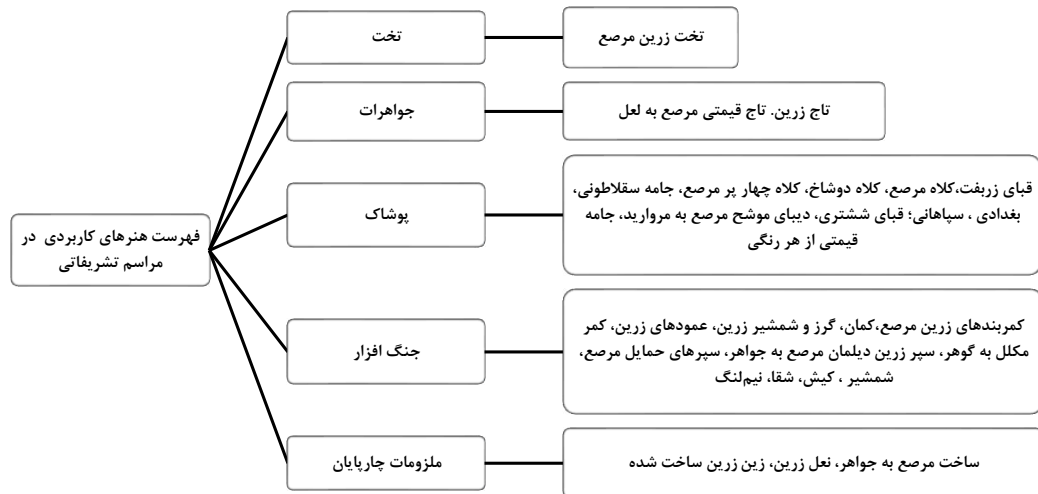 فهرست هنرهای کاربردی در
مراسم تشریفاتی
تخت
تخت زرین مرصع
جواهرات
تاج زرین. تاج قیمتی مرصع به لعل
پوشاک
قبای زربفت،کلاه مرصع، کلاه دوشاخ، کلاه چهار پر مرصع، جامه سقلاطونی،
بغدادی ، سپاهانی؛ قبای ششتری، دیبای موشح مرصع به مروارید، جامه
قیمتی از هر رنگی
جنگ افزار
کمربندهای زرین مرصع،کمان، گرز و شمشیر زرین، عمودهای زرین، کمر
مکلل به گوهر، سپر زرین دیلمان مرصع به جواهر، سپرهای حمایل مرصع،
شمشیر ، کیش، شقا، نیم‌لنگ
ملزومات چارپایان
ساخت مرصع به جواهر، نعل زرین، زین زرین ساخت شده